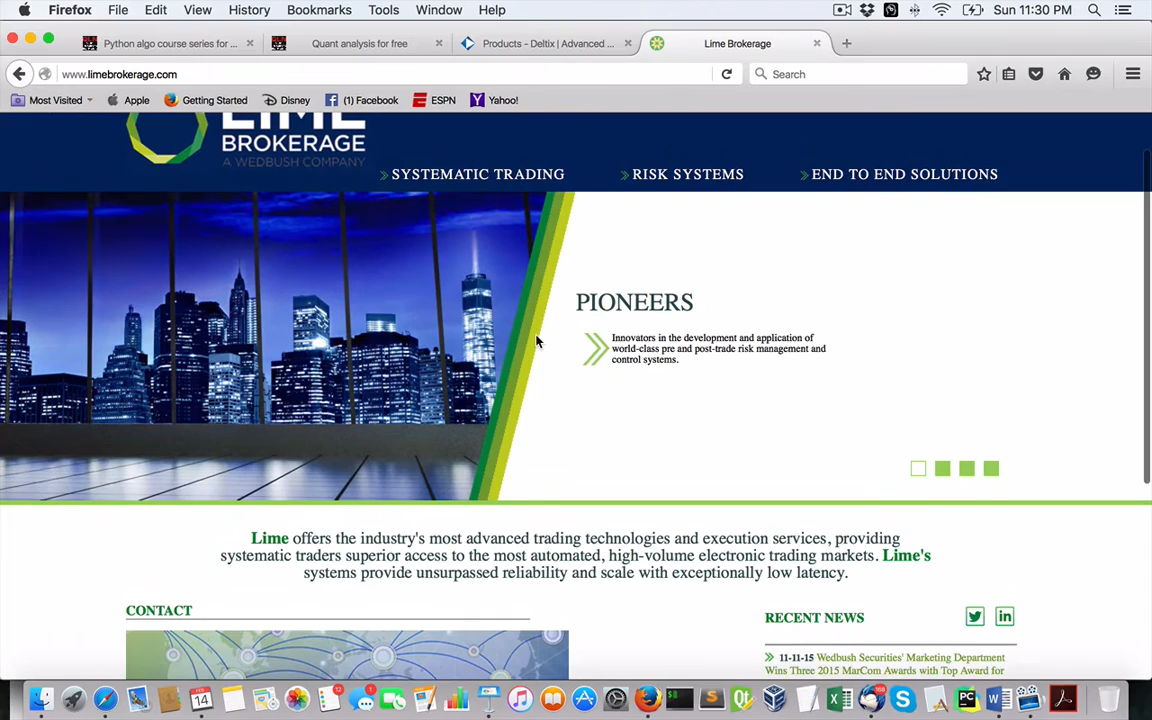 Firefox File Edit View History Bookmarks Tools Window Help Sun 11:30 PM
Python algo course series for ... Quant analysis for free Products - Deltix | Advanced ... Lime Brokerage
www.limebrokerage.com Search
Most Visited Apple Getting Started Disney (1) Facebook ESPN Yahoo!
LIME
BROKERAGE
A WEDBUSH COMPANY
SYSTEMATIC TRADING RISK SYSTEMS END TO END SOLUTIONS
PIONEERS
Innovators in the development and application of
world-class pre and post-trade risk management and
control systems.
Lime offers the industry's most advanced trading technologies and execution services, providing
systematic traders superior access to the most automated, high-volume electronic trading markets. Lime's
systems provide unsurpassed reliability and scale with exceptionally low latency.
CONTACT
RECENT NEWS
11-11-15 Wedbush Securities' Marketing Department
Wins Three 2015 MarCom Awards with Top Award for